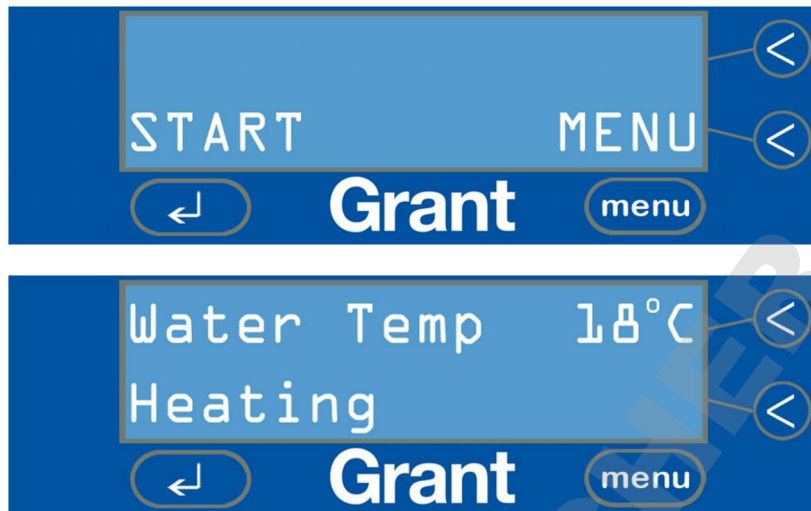 <
START MENU <
↵ Grant menu
Water Temp 18°C <
Heating <
↵ Grant menu